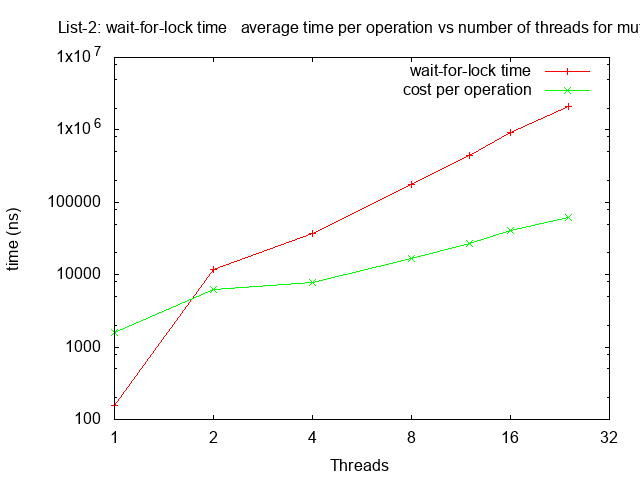 List-2: wait-for-lock time   average time per operation vs number of threads for mu
1x10^7
wait-for-lock time
cost per operation
1x10^6
100000
time (ns)
10000
1000
100
1 2 4 8 16 32
Threads